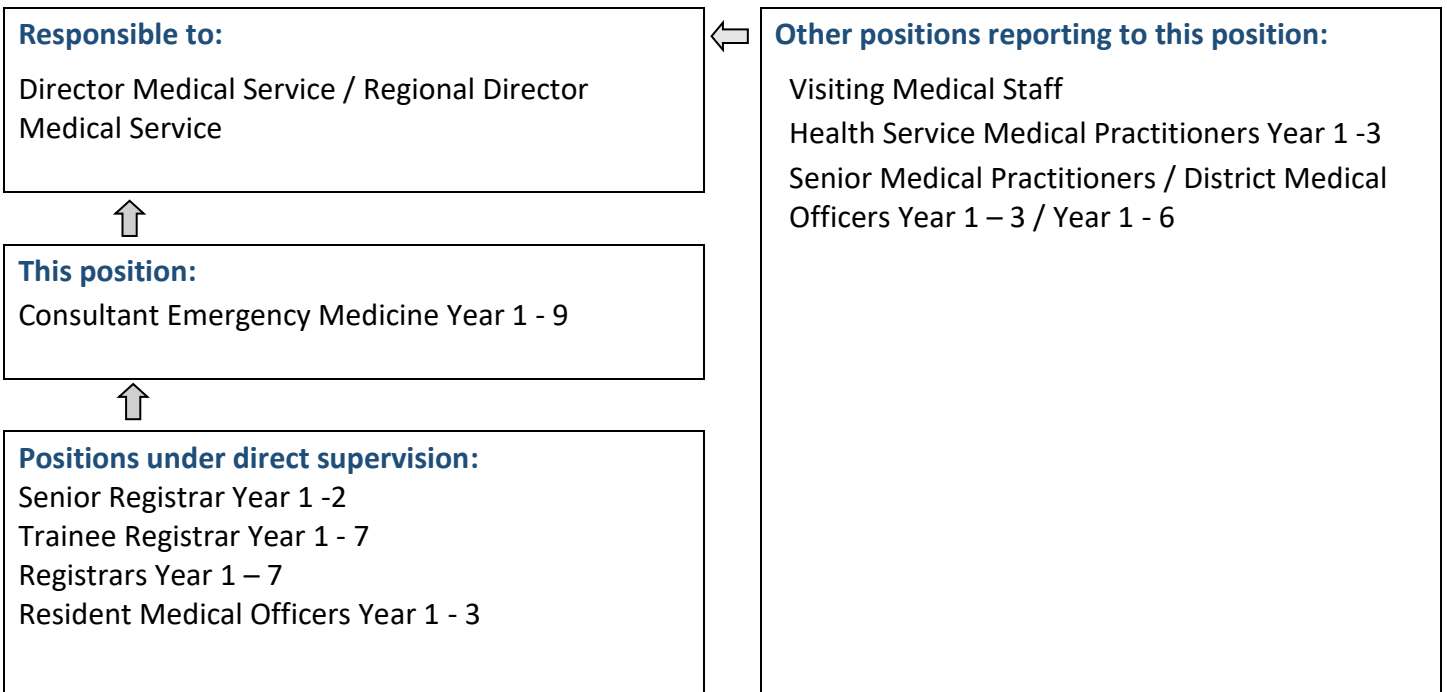 Responsible to:
Director Medical Service / Regional Director
Medical Service
This position:
Consultant Emergency Medicine Year 1 - 9
Positions under direct supervision:
Senior Registrar Year 1 -2
Trainee Registrar Year 1 - 7
Registrars Year 1 – 7
Resident Medical Officers Year 1 - 3
Other positions reporting to this position:
Visiting Medical Staff
Health Service Medical Practitioners Year 1 -3
Senior Medical Practitioners / District Medical
Officers Year 1 – 3 / Year 1 - 6